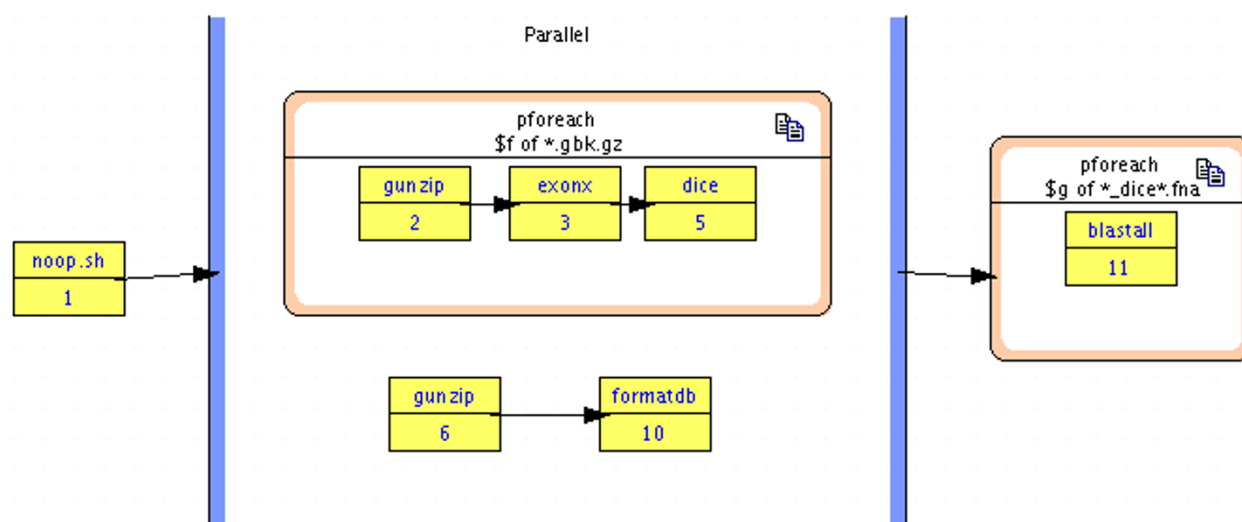 Parallel
pforeach
$f of *.gbk.gz
gunzip
2
exonx
3
dice
5
noop.sh
1
gunzip
6
formatdb
10
pforeach
$g of *_dice*.fna
blastall
11